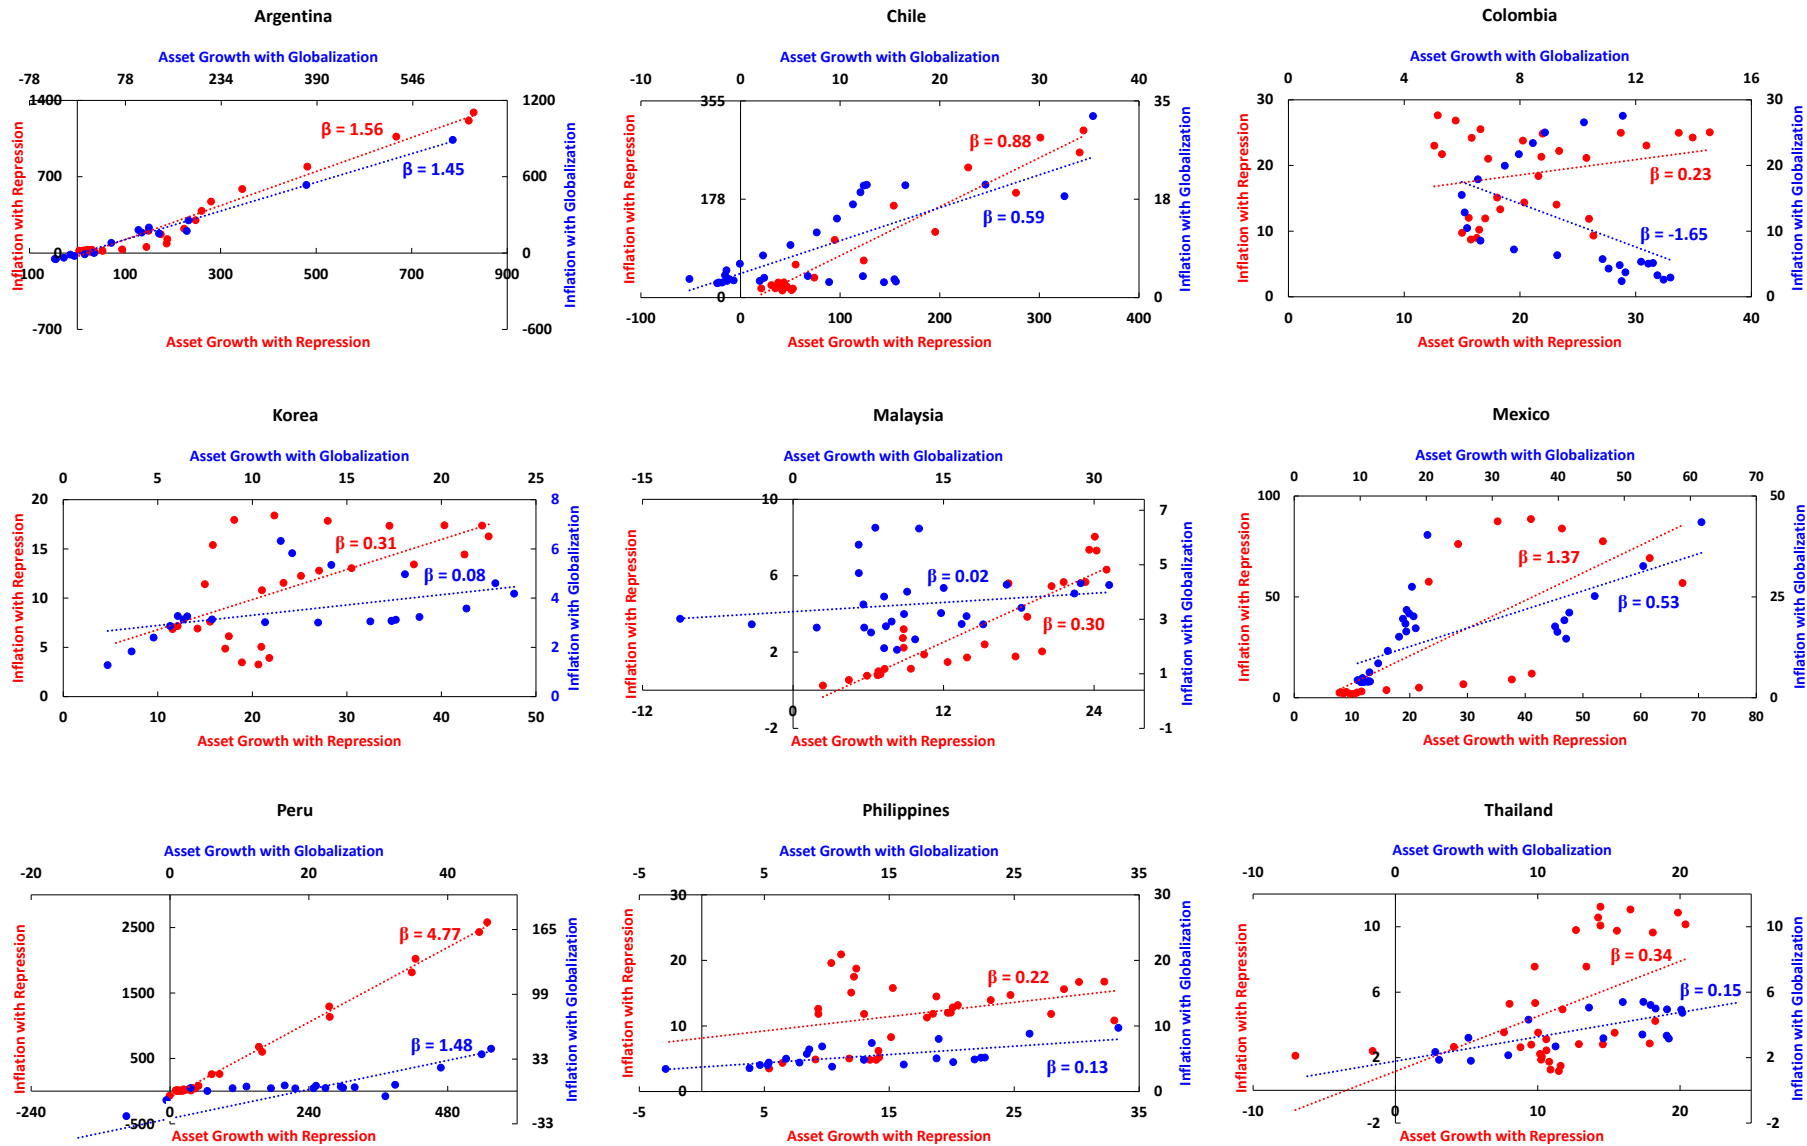 Argentina
Asset Growth with Globalization
-78 78 234 390 546
1400 1200
β = 1.56
β = 1.45
700 600
0 0
-700 -600
100 300 500 700 900
Inflation with Repression
Inflation with Globalization
Asset Growth with Repression
Chile
Asset Growth with Globalization
-10 0 10 20 30 40
355 35
β = 0.88
β = 0.59
178 18
0 0
-100 0 100 200 300 400
Inflation with Repression
Inflation with Globalization
Asset Growth with Repression
Colombia
Asset Growth with Globalization
0 4 8 12 16
30 30
20 20
β = 0.23
β = -1.65
10 10
0 0
0 10 20 30 40
Inflation with Repression
Inflation with Globalization
Asset Growth with Repression
Korea
Asset Growth with Globalization
0 5 10 15 20 25
20 8
15 6
β = 0.31
β = 0.08
10 4
5 2
0 0
0 10 20 30 40 50
Inflation with Repression
Inflation with Globalization
Asset Growth with Repression
Malaysia
Asset Growth with Globalization
-15 0 15 30
10 7
6 5
β = 0.02
3
β = 0.30
2 1
-2 -1
-12 0 12 24
Inflation with Repression
Inflation with Globalization
Asset Growth with Repression
Mexico
Asset Growth with Globalization
0 10 20 30 40 50 60 70
100 50
β = 1.37
β = 0.53
50 25
0 0
0 10 20 30 40 50 60 70 80
Inflation with Repression
Inflation with Globalization
Asset Growth with Repression
Peru
Asset Growth with Globalization
-20 0 20 40
2500 165
β = 4.77
1500 99
β = 1.48
500 33
-500 -33
-240 0 240 480
Inflation with Repression
Inflation with Globalization
Asset Growth with Repression
Philippines
Asset Growth with Globalization
-5 5 15 25 35
30 30
20 20
β = 0.22
10 10
β = 0.13
0 0
-5 5 15 25 35
Inflation with Repression
Inflation with Globalization
Asset Growth with Repression
Thailand
Asset Growth with Globalization
-10 0 10 20
10 10
β = 0.34
6 6
β = 0.15
2 2
-2 -2
-10 0 10 20
Inflation with Repression
Inflation with Globalization
Asset Growth with Repression